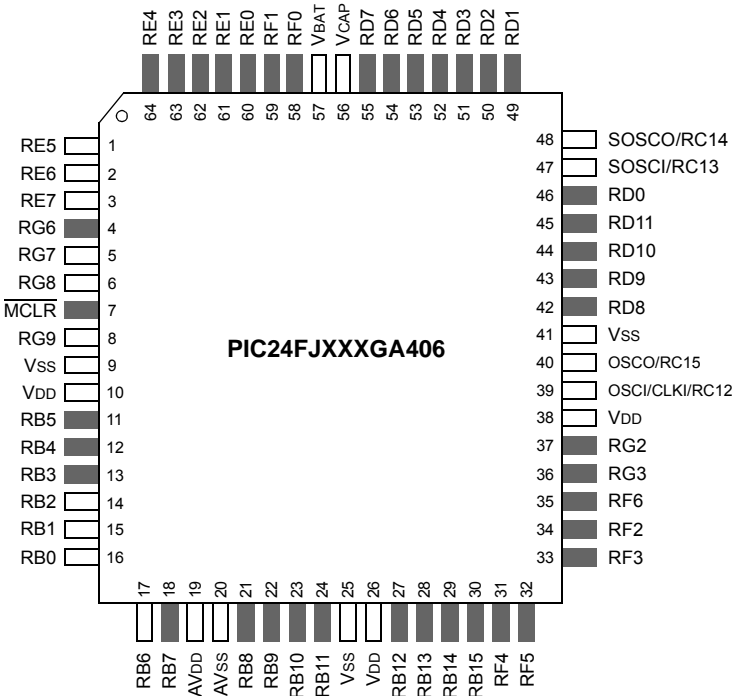 RE4 RE3 RE2 RE1 RE0 RF1 RF0 VBAT VCAP RD7 RD6 RD5 RD4 RD3 RD2 RD1
64 63 62 61 60 59 58 57 56 55 54 53 52 51 50 49
RE5 1
RE6 2
RE7 3
RG6 4
RG7 5
RG8 6
MCLR 7
RG9 8
VSS 9
VDD 10
RB5 11
RB4 12
RB3 13
RB2 14
RB1 15
RB0 16
PIC24FJXXXGA406
48 SOSCO/RC14
47 SOSCI/RC13
46 RD0
45 RD11
44 RD10
43 RD9
42 RD8
41 VSS
40 OSCO/RC15
39 OSCI/CLKI/RC12
38 VDD
37 RG2
36 RG3
35 RF6
34 RF2
33 RF3
17 18 19 20 21 22 23 24 25 26 27 28 29 30 31 32
RB6 RB7 AVDD AVSS RB8 RB9 RB10 RB11 VSS VDD RB12 RB13 RB14 RB15 RF4 RF5